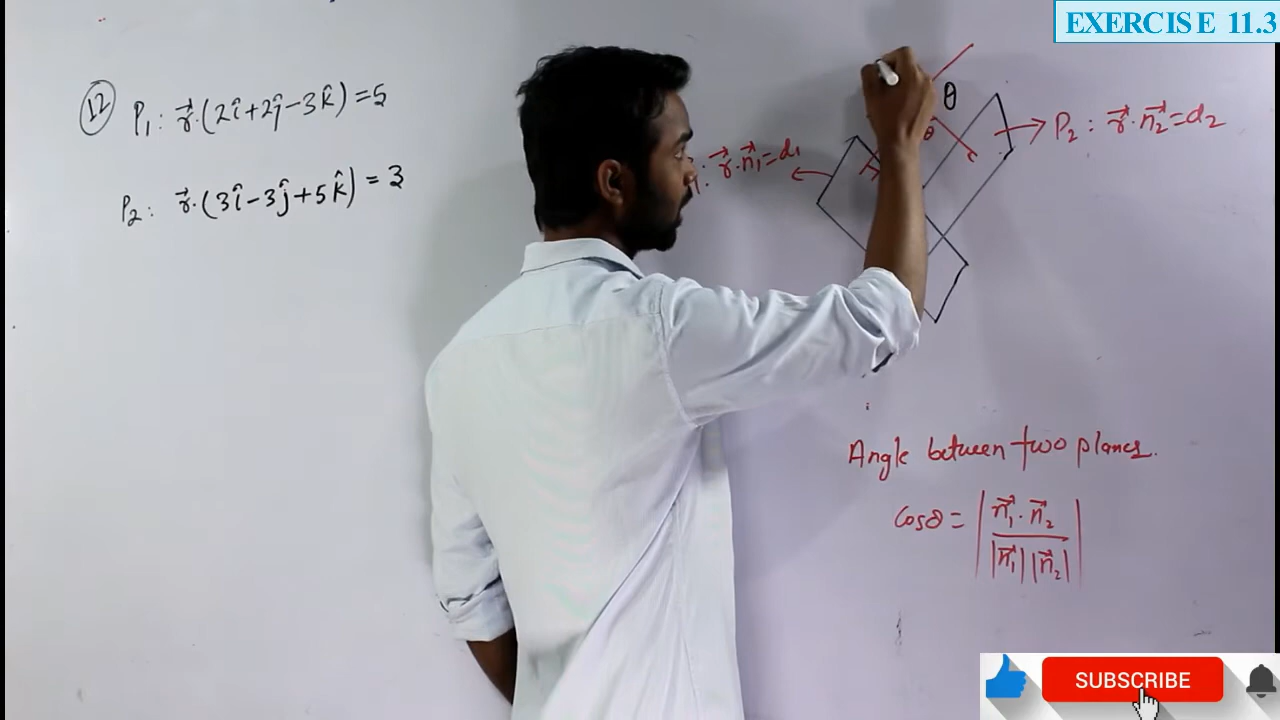 EXERCISE 11.3
(12) P₁: r⃗·(2î+2ĵ−3k̂)=5
P₂: r⃗·(3î−3ĵ+5k̂)=3
θ
θ
: r⃗·n⃗₁=d₁
P₂ : r⃗·n⃗₂=d₂
Angle between two planes.
Cosθ = |n⃗₁·n⃗₂ / |n⃗₁||n⃗₂||
SUBSCRIBE